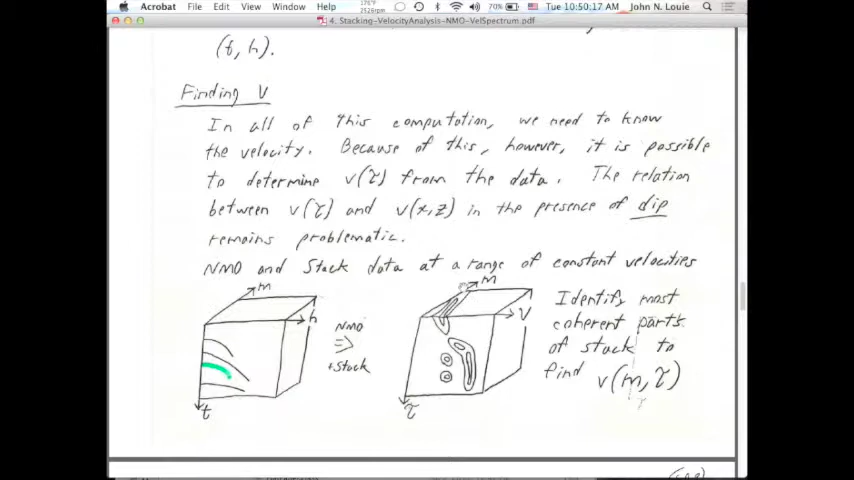 Acrobat File Edit View Window Help 70% Tue 10:50:17 AM John N. Louie
4. Stacking-VelocityAnalysis-NMO-VelSpectrum.pdf
(t, h).
Finding V
In all of this computation, we need to know
the velocity. Because of this, however, it is possible
to determine v(τ) from the data. The relation
between v(τ) and v(x,z) in the presence of dip
remains problematic.
NMO and Stack data at a range of constant velocities
m
h
t
NMO
⇒
+Stack
m
V
τ
Identify most
coherent parts
of stack to
find v(m,τ)